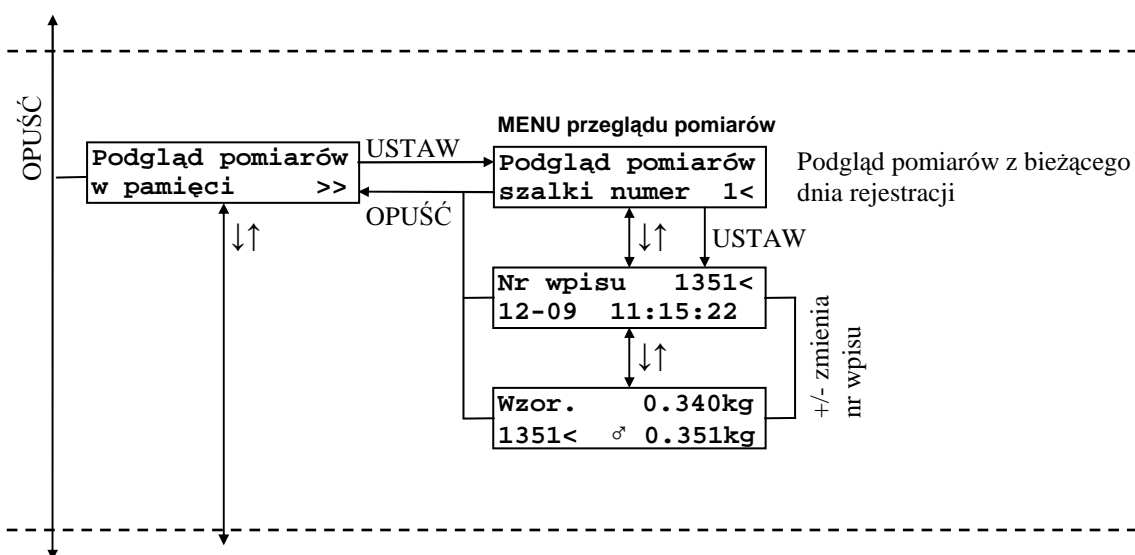 OPUŚĆ
Podgląd pomiarów
w pamięci >>
USTAW
OPUŚĆ
↓↑
MENU przeglądu pomiarów
Podgląd pomiarów
szalki numer 1<
Podgląd pomiarów z bieżącego
dnia rejestracji
↓↑
USTAW
Nr wpisu 1351<
12-09 11:15:22
↓↑
+/- zmienia
nr wpisu
Wzor. 0.340kg
1351< ♂ 0.351kg